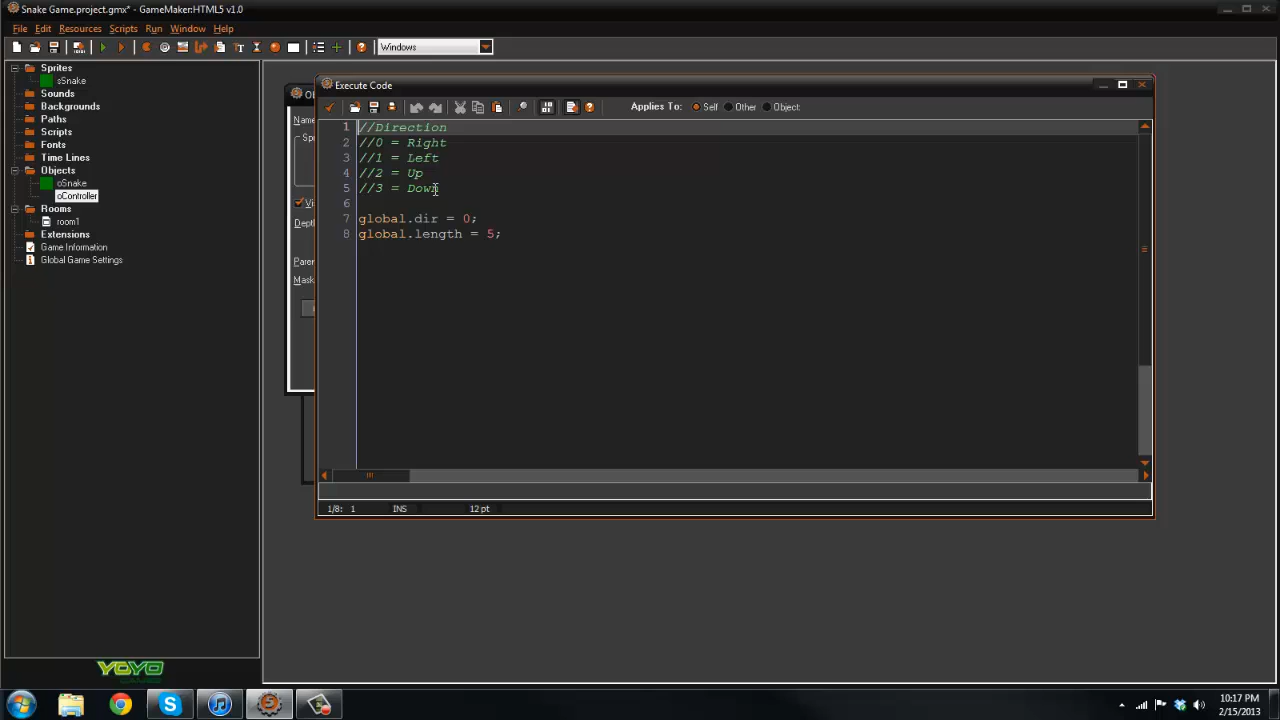 Snake Game.project.gmx* - GameMaker:HTML5 v1.0
File Edit Resources Scripts Run Window Help
Windows
Sprites
sSnake
Sounds
Backgrounds
Paths
Scripts
Fonts
Time Lines
Objects
oSnake
oController
Rooms
room1
Extensions
Game Information
Global Game Settings
YOYO
GAMES
Name
Depth
Mask
Execute Code
Applies To: Self Other Object:
1 //Direction
2 //0 = Right
3 //1 = Left
4 //2 = Up
5 //3 = Down
6
7 global.dir = 0;
8 global.length = 5;
1/8: 1 INS 12 pt
10:17 PM
2/15/2013